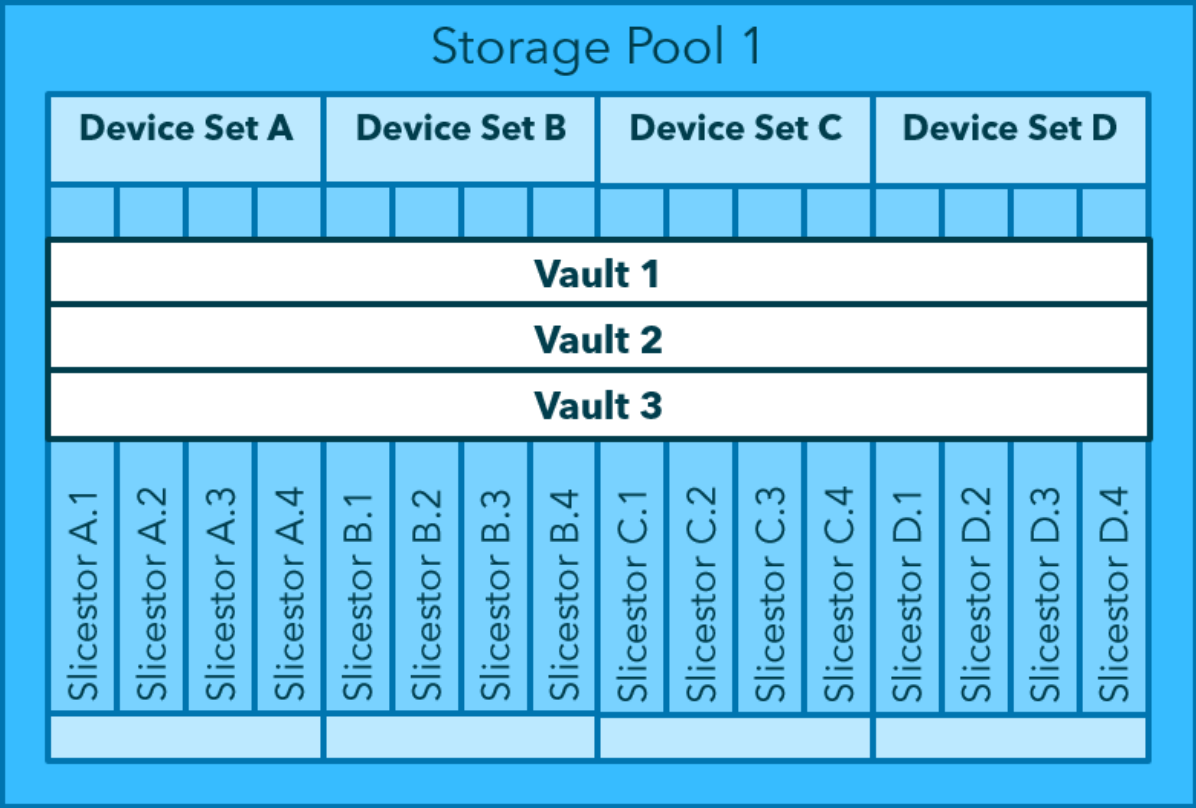 Storage Pool 1
Device Set A
Device Set B
Device Set C
Device Set D
Vault 1
Vault 2
Vault 3
Slicestor A.1
Slicestor A.2
Slicestor A.3
Slicestor A.4
Slicestor B.1
Slicestor B.2
Slicestor B.3
Slicestor B.4
Slicestor C.1
Slicestor C.2
Slicestor C.3
Slicestor C.4
Slicestor D.1
Slicestor D.2
Slicestor D.3
Slicestor D.4